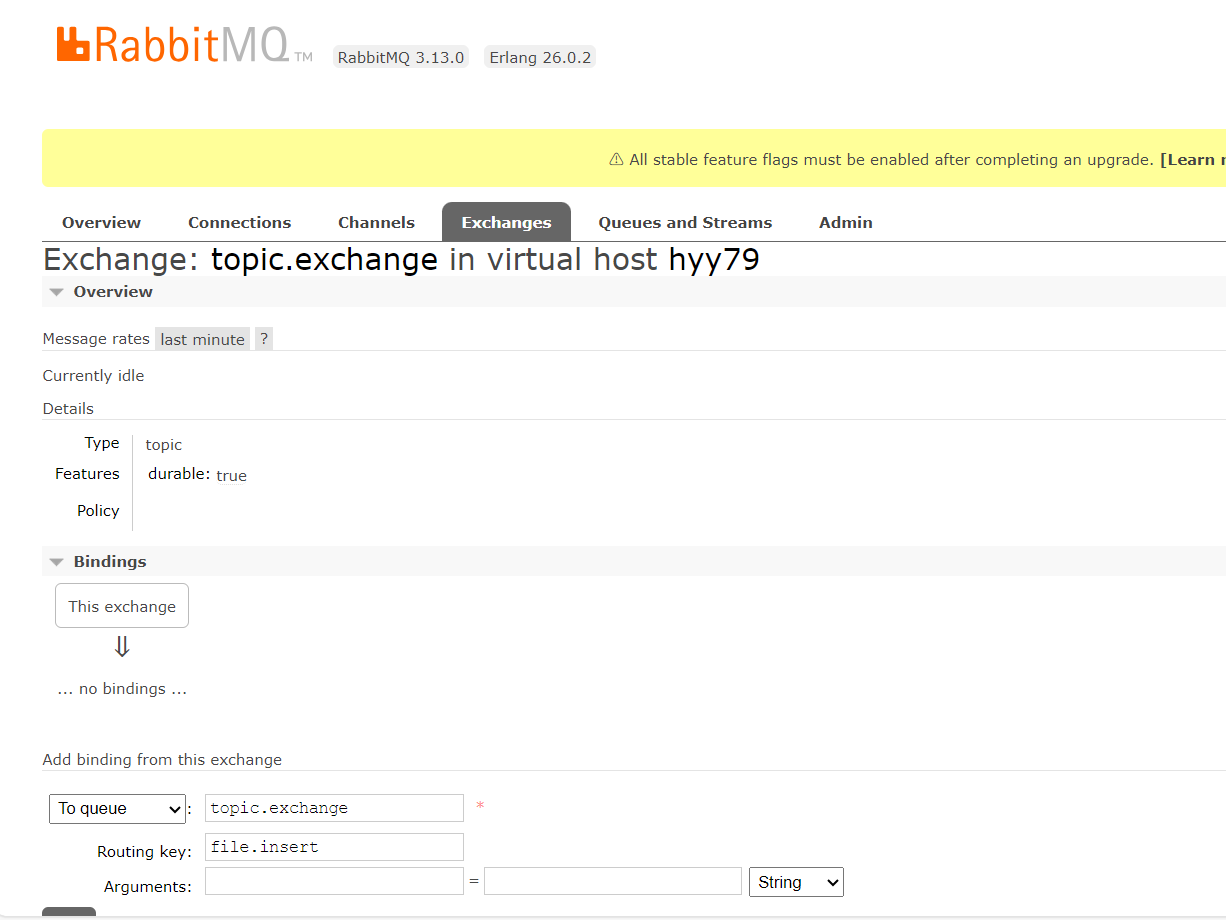 RabbitMQ TM RabbitMQ 3.13.0 Erlang 26.0.2
⚠ All stable feature flags must be enabled after completing an upgrade. [Learn
Overview Connections Channels Exchanges Queues and Streams Admin
Exchange: topic.exchange in virtual host hyy79
Overview
Message rates last minute ?
Currently idle
Details
Type topic
Features durable: true
Policy
Bindings
This exchange
⇓
... no bindings ...
Add binding from this exchange
To queue : topic.exchange *
Routing key: file.insert
Arguments: = String